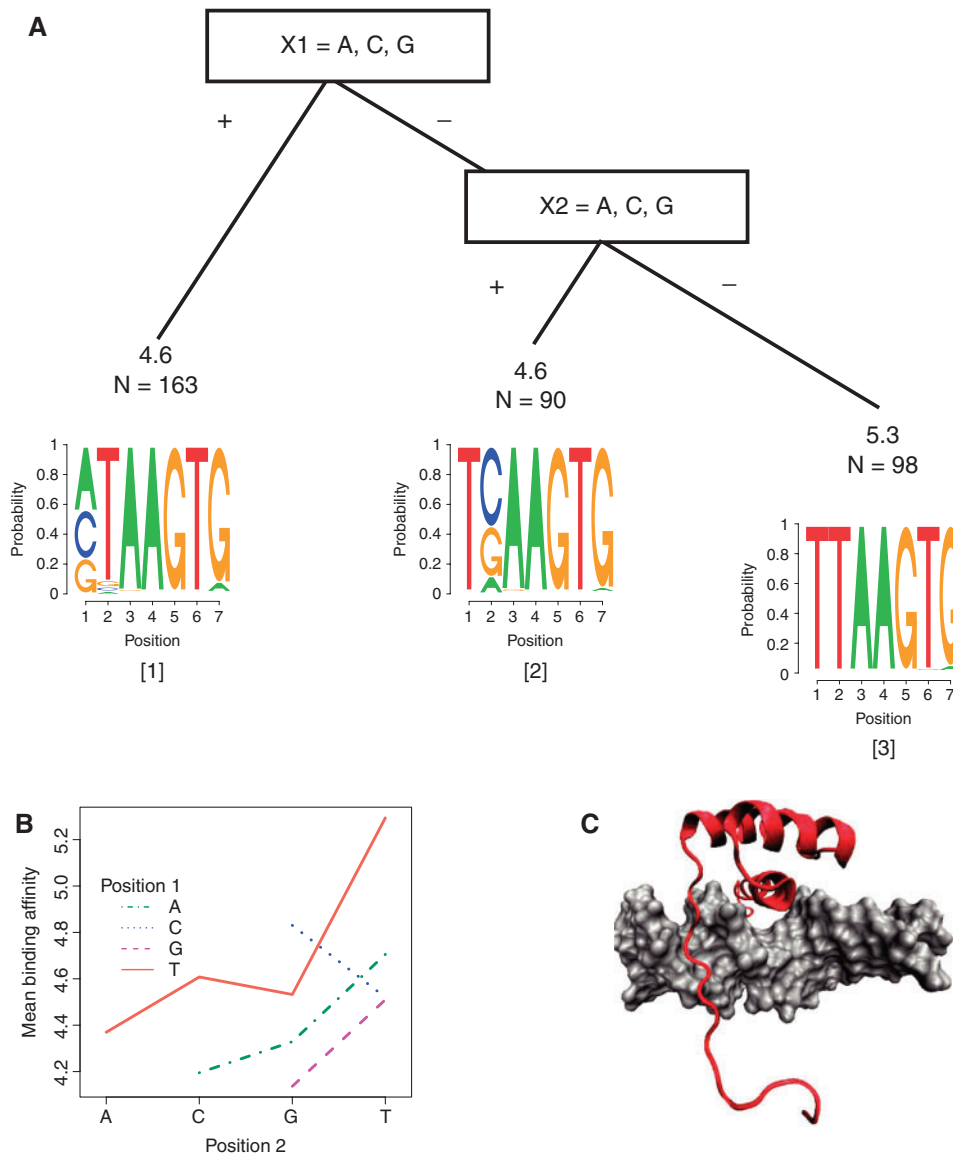 A
X1 = A, C, G
+
−
X2 = A, C, G
+
−
4.6
N = 163
4.6
N = 90
5.3
N = 98
Probability
1
0.8
0.6
0.4
0.2
0
A C G T A A G T G
1 2 3 4 5 6 7
Position
[1]
Probability
1
0.8
0.6
0.4
0.2
0
T C G A A A G T G
1 2 3 4 5 6 7
Position
[2]
Probability
1
0.8
0.6
0.4
0.2
0
T T A A G T G
1 2 3 4 5 6 7
Position
[3]
B
Mean binding affinity
5.2
5.0
4.8
4.6
4.4
4.2
Position 1
A
C
G
T
A C G T
Position 2
C